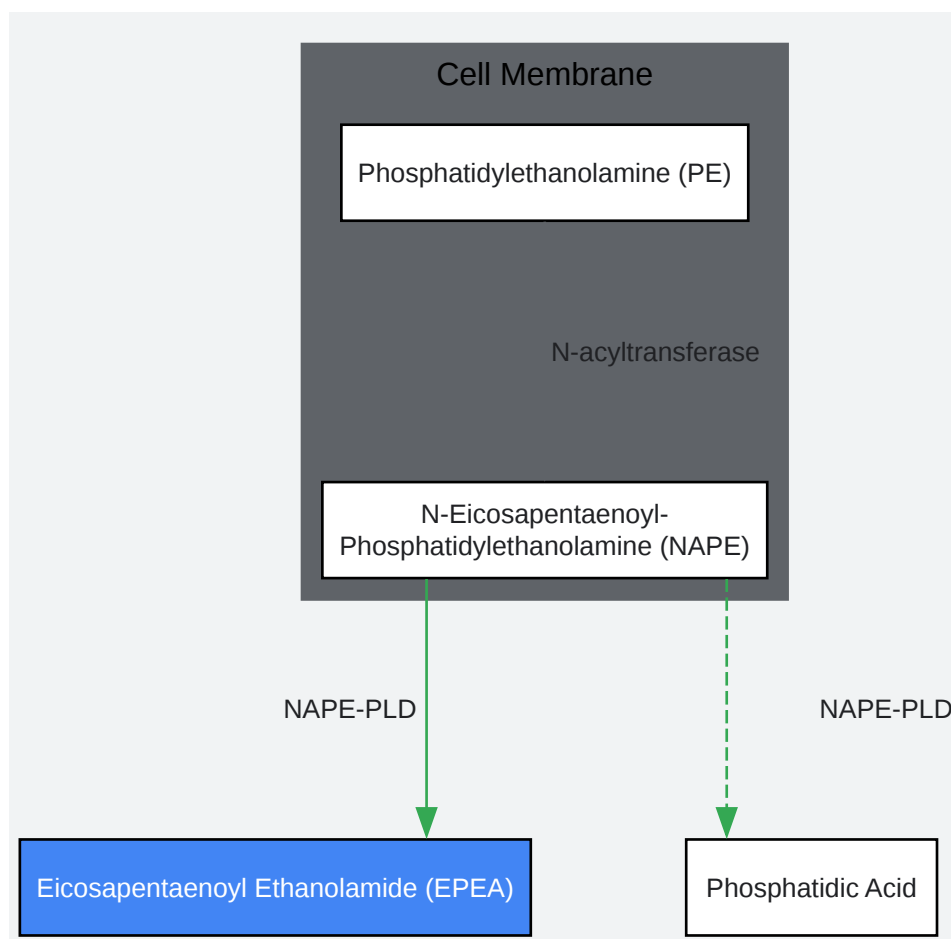 Cell Membrane
Phosphatidylethanolamine (PE)
N-acyltransferase
N-Eicosapentaenoyl-
Phosphatidylethanolamine (NAPE)
NAPE-PLD
NAPE-PLD
Eicosapentaenoyl Ethanolamide (EPEA)
Phosphatidic Acid